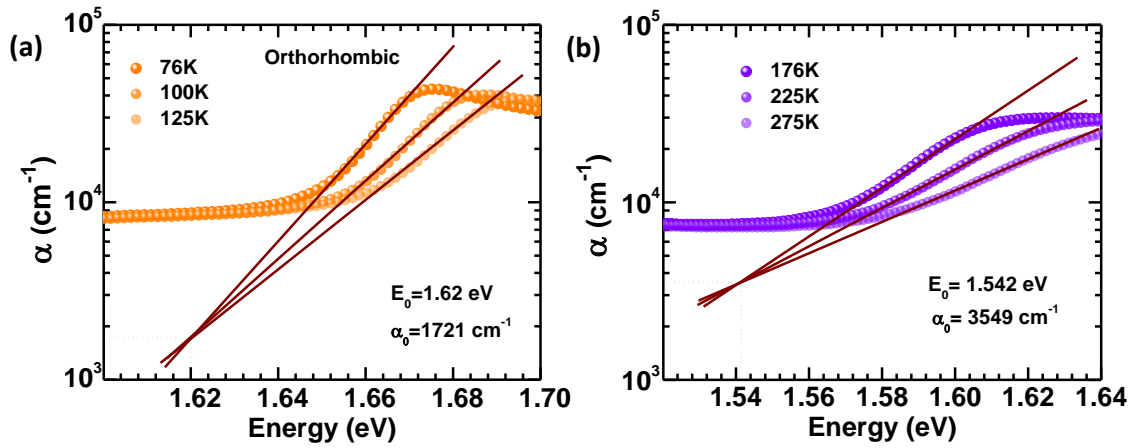 (a)
10^5
10^4
10^3
α (cm^-1)
Orthorhombic
76K
100K
125K
E_0=1.62 eV
α_0=1721 cm^-1
1.62 1.64 1.66 1.68 1.70
Energy (eV)
(b)
10^5
10^4
10^3
α (cm^-1)
176K
225K
275K
E_0= 1.542 eV
α_0= 3549 cm^-1
1.54 1.56 1.58 1.60 1.62 1.64
Energy (eV)